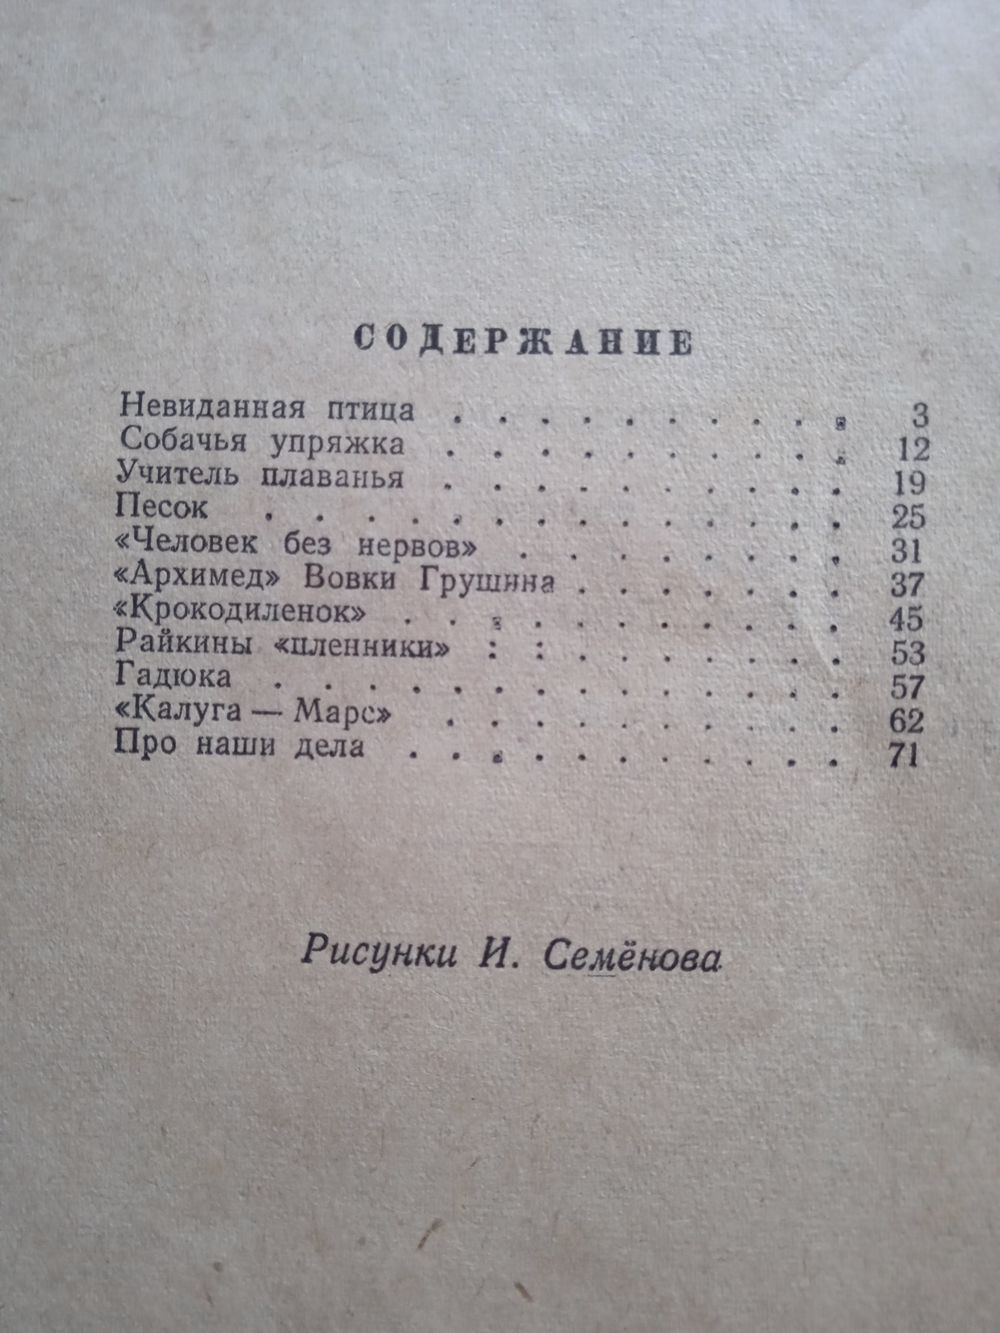 СОДЕРЖАНИЕ
Невиданная птица . . . . . . . . . . 3
Собачья упряжка . . . . . . . . . . 12
Учитель плаванья . . . . . . . . . . 19
Песок . . . . . . . . . . . . . . 25
«Человек без нервов» . . . . . . . . 31
«Архимед» Вовки Грушина . . . . . . . 37
«Крокодиленок» . . . . . . . . . . . 45
Райкины «пленники» : : . . . . . . . 53
Гадюка . . . . . . . . . . . . . . 57
«Калуга — Марс» . . . . . . . . . . 62
Про наши дела . . . . . . . . . . . 71
Рисунки И. Семёнова